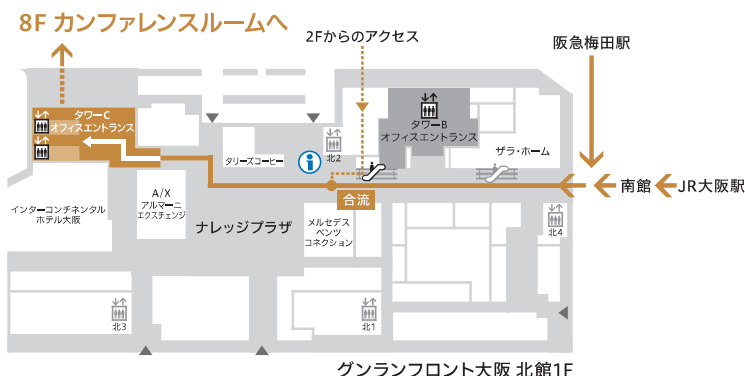 8F カンファレンスルームへ
2Fからのアクセス
阪急梅田駅
タワーC
オフィスエントランス
タワーB
オフィスエントランス
ザラ・ホーム
タリーズコーヒー
i
北2
南館
JR大阪駅
合流
インターコンチネンタル
ホテル大阪
A/X
アルマーニ
エクスチェンジ
ナレッジプラザ
メルセデス
ベンツ
コネクション
北4
北3
北1
グンランフロント大阪 北館1F